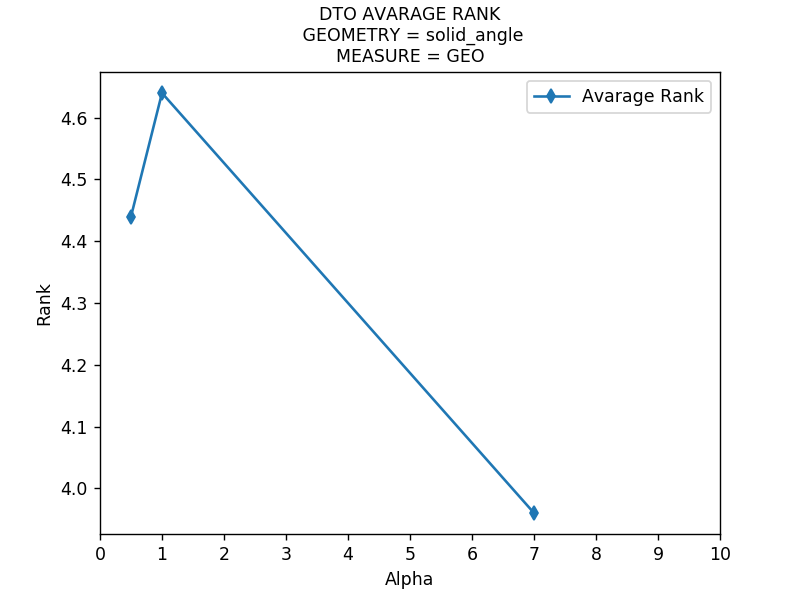 DTO AVARAGE RANK
GEOMETRY = solid_angle
MEASURE = GEO
Avarage Rank
4.6
4.5
4.4
4.3
4.2
4.1
4.0
Rank
0 1 2 3 4 5 6 7 8 9 10
Alpha